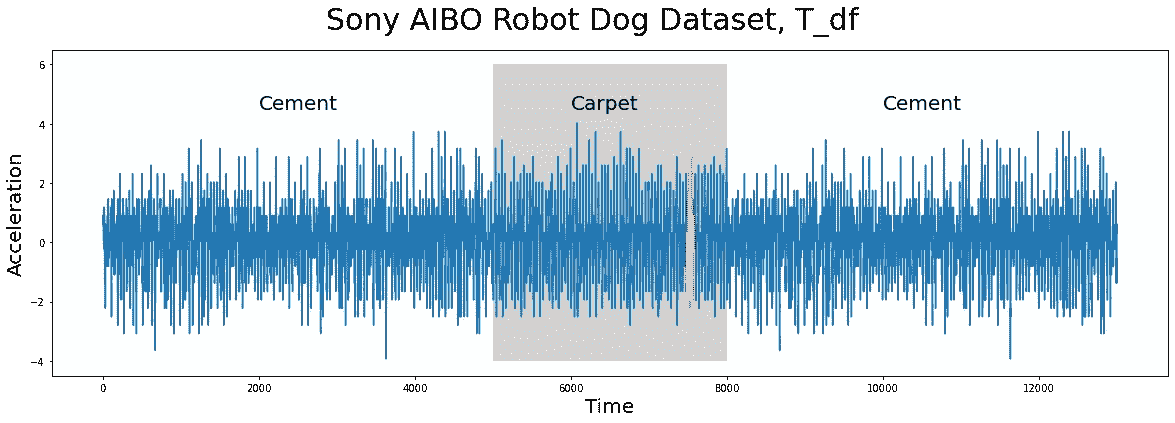 Sony AIBO Robot Dog Dataset, T_df
6
Cement Carpet Cement
4
2
Acceleration
0
−2
−4
0 2000 4000 6000 8000 10000 12000
Time